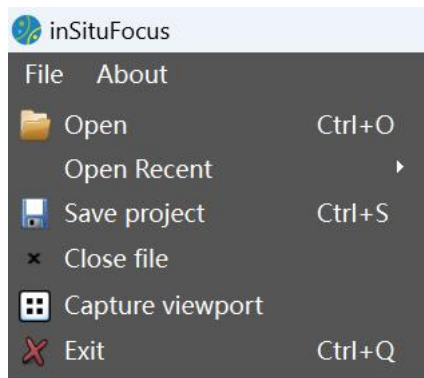 inSituFocus
File About
Open Ctrl+O
Open Recent
Save project Ctrl+S
Close file
Capture viewport
Exit Ctrl+Q